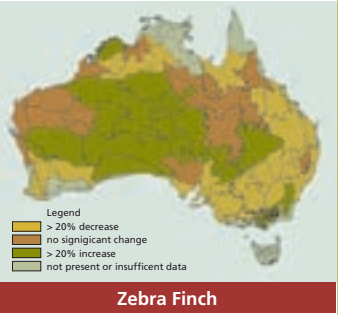 Legend
> 20% decrease
no signigicant change
> 20% increase
not present or insufficent data
Zebra Finch